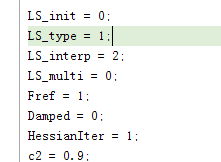 LS_init = 0;
LS_type = 1;
LS_interp = 2;
LS_multi = 0;
Fref = 1;
Damped = 0;
HessianIter = 1;
c2 = 0.9;